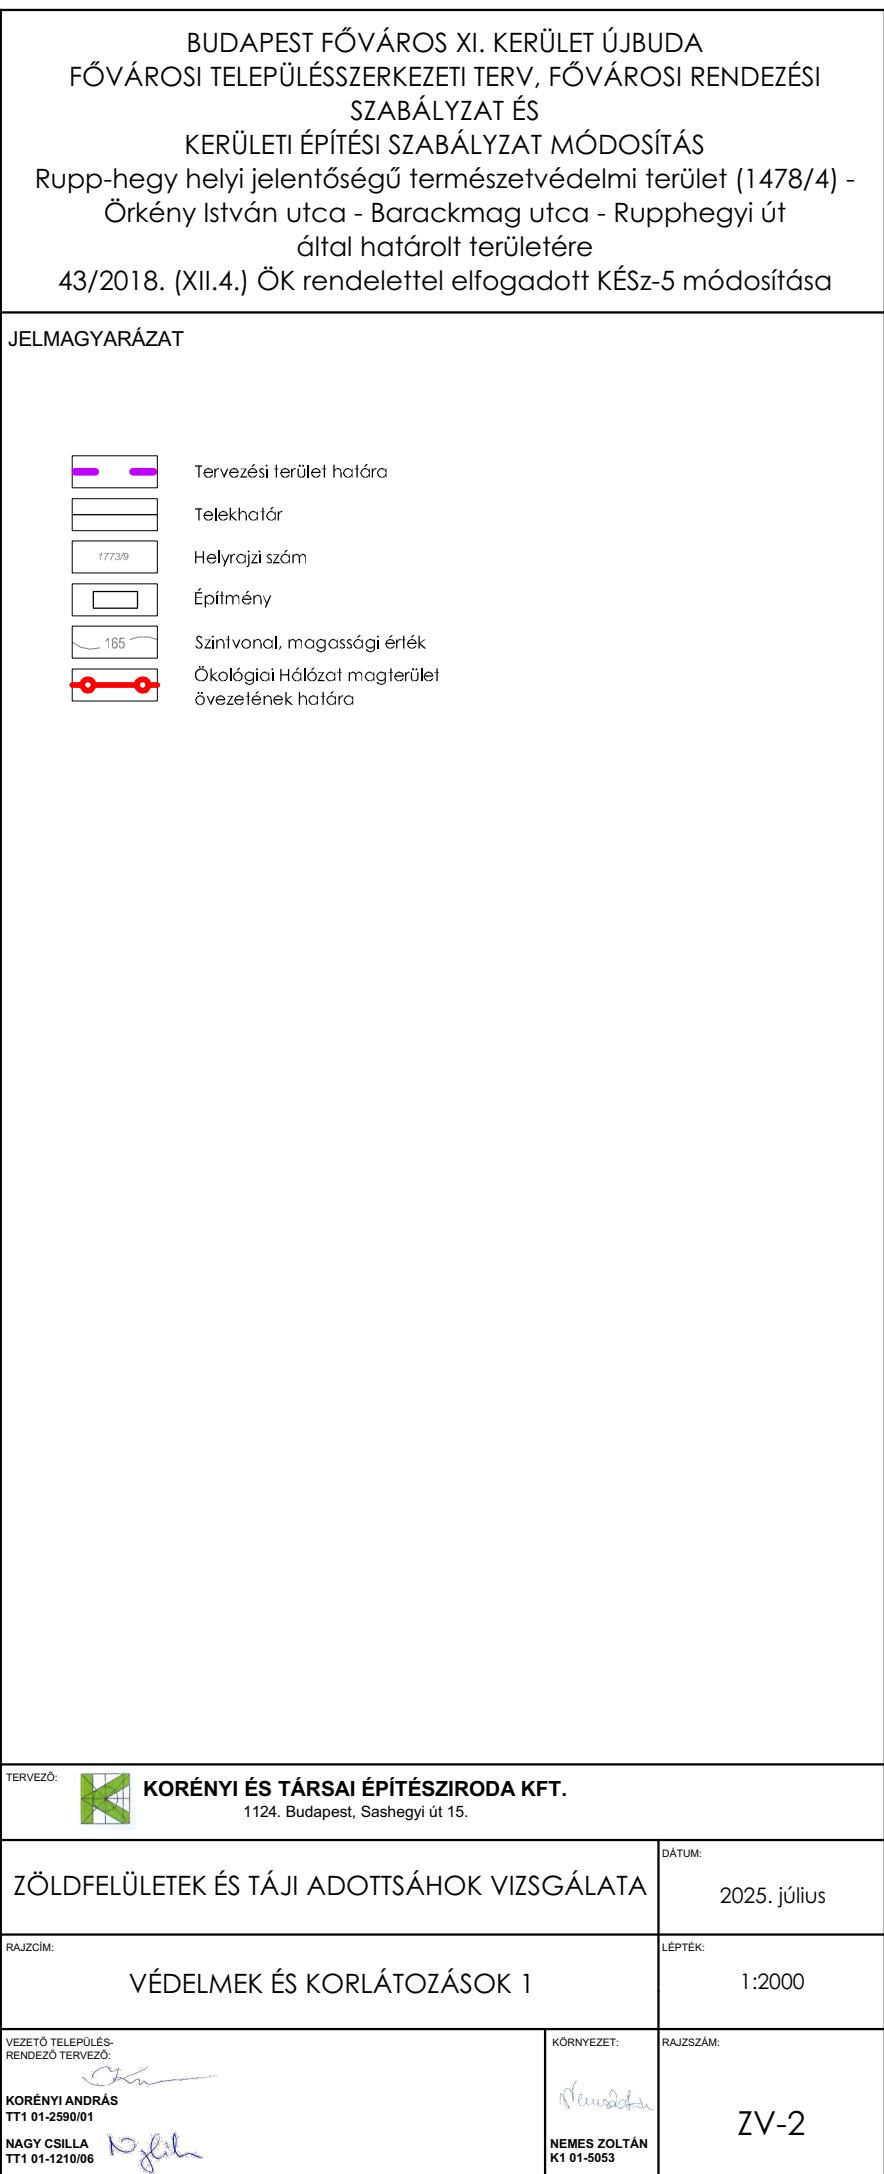 BUDAPEST FŐVÁROS XI. KERÜLET ÚJBUDA
FŐVÁROSI TELEPÜLÉSSZERKEZETI TERV, FŐVÁROSI RENDEZÉSI
SZABÁLYZAT ÉS
KERÜLETI ÉPÍTÉSI SZABÁLYZAT MÓDOSÍTÁS
Rupp-hegy helyi jelentőségű természetvédelmi terület (1478/4) -
Örkény István utca - Barackmag utca - Rupphegyi út
által határolt területére
43/2018. (XII.4.) ÖK rendelettel elfogadott KÉSz-5 módosítása
JELMAGYARÁZAT
Tervezési terület határa
Telekhatár
1773/9 Helyrajzi szám
Építmény
165 Szintvonal, magassági érték
Ökológiai Hálózat magterület
övezetének határa
TERVEZŐ:
KORÉNYI ÉS TÁRSAI ÉPÍTÉSZIRODA KFT.
1124. Budapest, Sashegyi út 15.
ZÖLDFELÜLETEK ÉS TÁJI ADOTTSÁHOK VIZSGÁLATA
DÁTUM:
2025. július
RAJZCÍM:
VÉDELMEK ÉS KORLÁTOZÁSOK 1
LÉPTÉK:
1:2000
VEZETŐ TELEPÜLÉS-
RENDEZŐ TERVEZŐ:
KORÉNYI ANDRÁS
TT1 01-2590/01
NAGY CSILLA
TT1 01-1210/06
KÖRNYEZET:
NEMES ZOLTÁN
K1 01-5053
RAJZSZÁM:
ZV-2